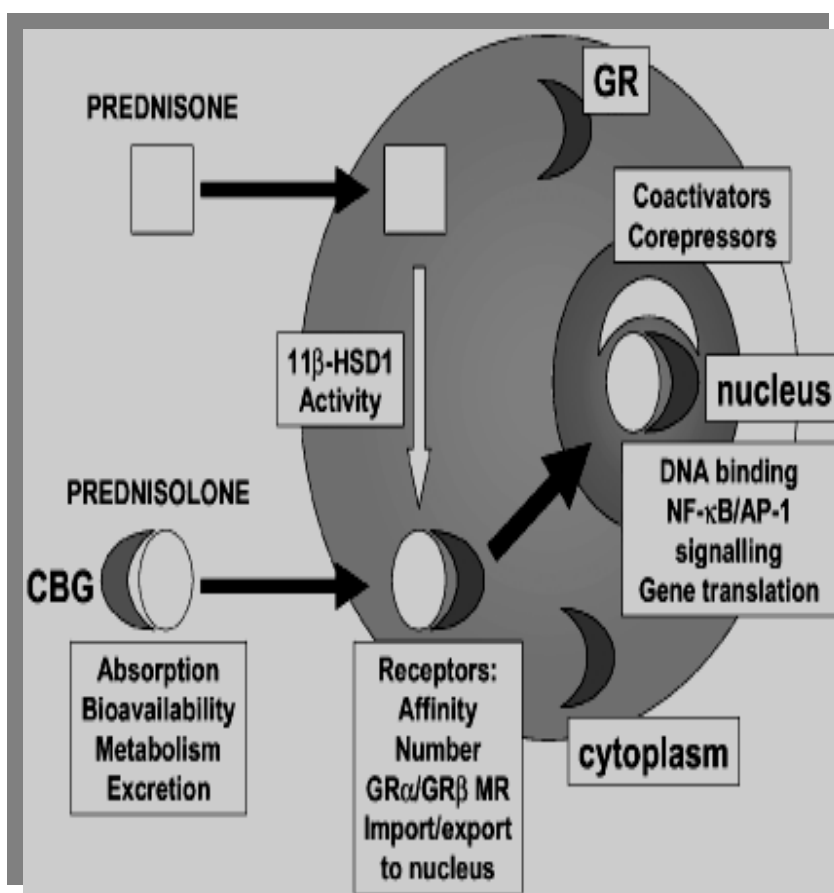 PREDNISONE
GR
Coactivators
Corepressors
11β-HSD1
Activity
nucleus
DNA binding
NF-κB/AP-1
signalling
Gene translation
PREDNISOLONE
CBG
Absorption
Bioavailability
Metabolism
Excretion
Receptors:
Affinity
Number
GRα/GRβ MR
Import/export
to nucleus
cytoplasm